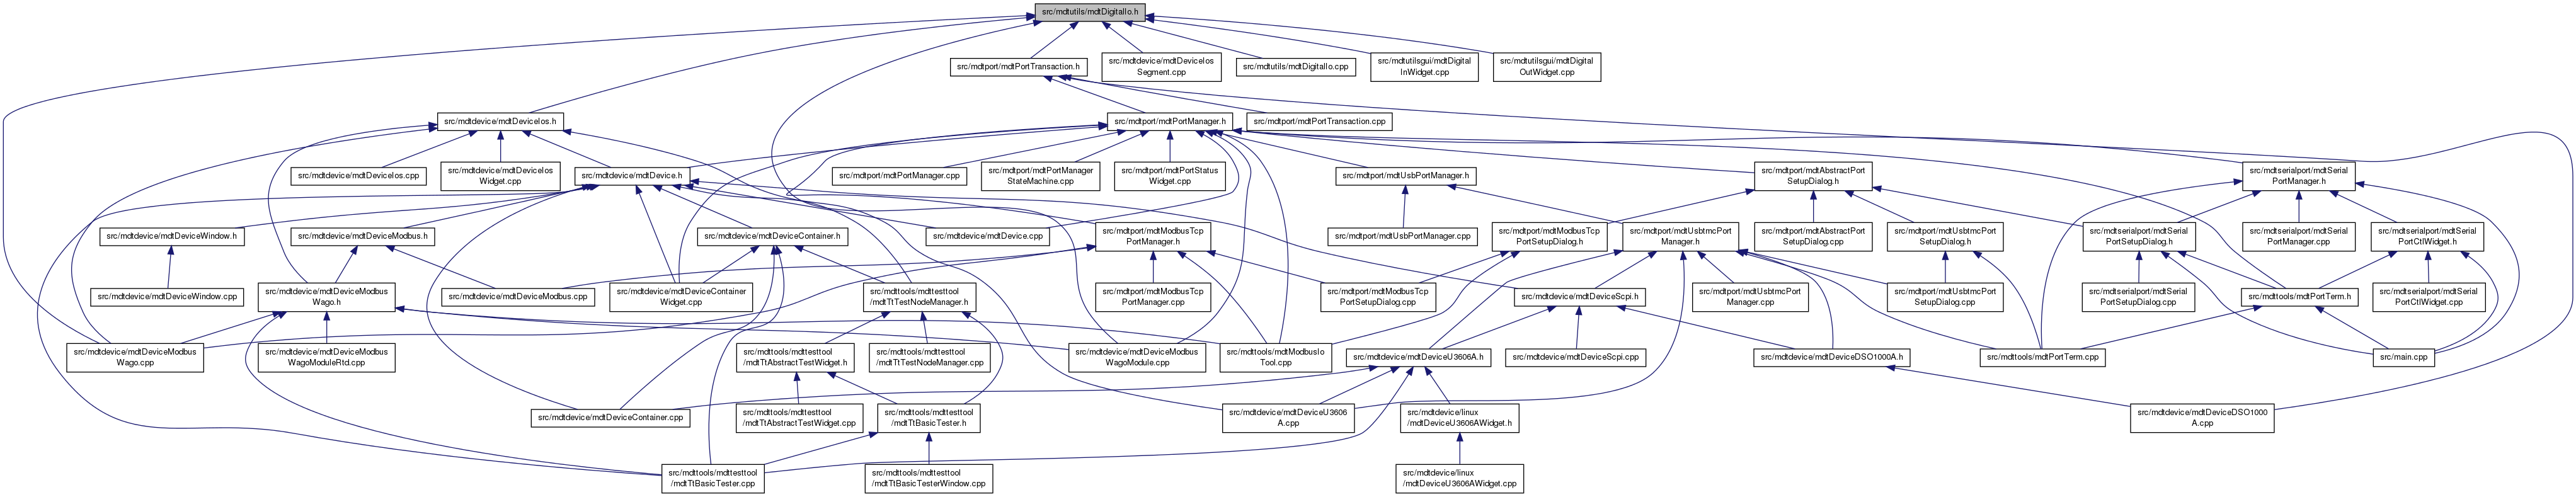 src/mdtutils/mdtDigitalIo.h
src/mdtport/mdtPortTransaction.h
src/mdtdevice/mdtDeviceIos
Segment.cpp
src/mdtutils/mdtDigitalIo.cpp
src/mdtutilsgui/mdtDigital
InWidget.cpp
src/mdtutilsgui/mdtDigital
OutWidget.cpp
src/mdtdevice/mdtDeviceIos.h
src/mdtport/mdtPortManager.h
src/mdtport/mdtPortTransaction.cpp
src/mdtdevice/mdtDeviceIos.cpp
src/mdtdevice/mdtDeviceIos
Widget.cpp
src/mdtdevice/mdtDevice.h
src/mdtport/mdtPortManager.cpp
src/mdtport/mdtPortManager
StateMachine.cpp
src/mdtport/mdtPortStatus
Widget.cpp
src/mdtport/mdtUsbPortManager.h
src/mdtport/mdtAbstractPort
SetupDialog.h
src/mdtserialport/mdtSerial
PortManager.h
src/mdtdevice/mdtDeviceWindow.h
src/mdtdevice/mdtDeviceModbus.h
src/mdtdevice/mdtDeviceContainer.h
src/mdtdevice/mdtDevice.cpp
src/mdtport/mdtModbusTcp
PortManager.h
src/mdtport/mdtUsbPortManager.cpp
src/mdtport/mdtModbusTcp
PortSetupDialog.h
src/mdtport/mdtUsbtmcPort
Manager.h
src/mdtport/mdtAbstractPort
SetupDialog.cpp
src/mdtport/mdtUsbtmcPort
SetupDialog.h
src/mdtserialport/mdtSerial
PortSetupDialog.h
src/mdtserialport/mdtSerial
PortManager.cpp
src/mdtserialport/mdtSerial
PortCtlWidget.h
src/mdtdevice/mdtDeviceWindow.cpp
src/mdtdevice/mdtDeviceModbus
Wago.h
src/mdtdevice/mdtDeviceModbus.cpp
src/mdtdevice/mdtDeviceContainer
Widget.cpp
src/mdttools/mdttesttool
/mdtTtTestNodeManager.h
src/mdtport/mdtModbusTcp
PortManager.cpp
src/mdtport/mdtModbusTcp
PortSetupDialog.cpp
src/mdtdevice/mdtDeviceScpi.h
src/mdtport/mdtUsbtmcPort
Manager.cpp
src/mdtport/mdtUsbtmcPort
SetupDialog.cpp
src/mdtserialport/mdtSerial
PortSetupDialog.cpp
src/mdttools/mdtPortTerm.h
src/mdtserialport/mdtSerial
PortCtlWidget.cpp
src/mdtdevice/mdtDeviceModbus
Wago.cpp
src/mdtdevice/mdtDeviceModbus
WagoModuleRtd.cpp
src/mdttools/mdttesttool
/mdtTtAbstractTestWidget.h
src/mdttools/mdttesttool
/mdtTtTestNodeManager.cpp
src/mdtdevice/mdtDeviceModbus
WagoModule.cpp
src/mdttools/mdtModbusIo
Tool.cpp
src/mdtdevice/mdtDeviceU3606A.h
src/mdtdevice/mdtDeviceScpi.cpp
src/mdtdevice/mdtDeviceDSO1000A.h
src/mdttools/mdtPortTerm.cpp
src/main.cpp
src/mdtdevice/mdtDeviceContainer.cpp
src/mdttools/mdttesttool
/mdtTtAbstractTestWidget.cpp
src/mdttools/mdttesttool
/mdtTtBasicTester.h
src/mdtdevice/mdtDeviceU3606
A.cpp
src/mdtdevice/linux
/mdtDeviceU3606AWidget.h
src/mdtdevice/mdtDeviceDSO1000
A.cpp
src/mdttools/mdttesttool
/mdtTtBasicTester.cpp
src/mdttools/mdttesttool
/mdtTtBasicTesterWindow.cpp
src/mdtdevice/linux
/mdtDeviceU3606AWidget.cpp